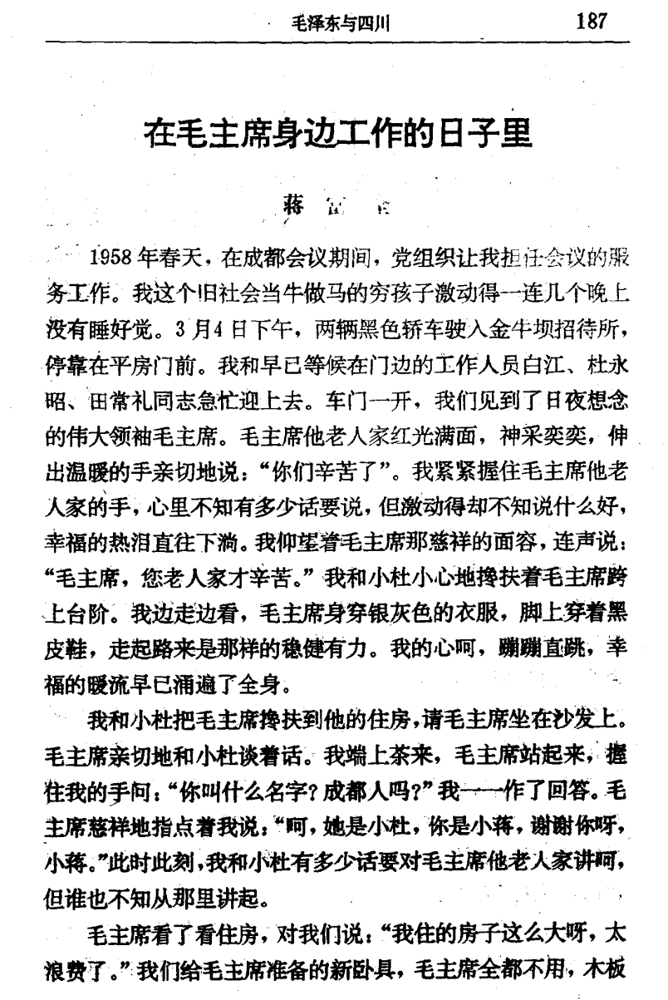 毛泽东与四川 187
在毛主席身边工作的日子里
蒋富
1958年春天，在成都会议期间，党组织让我担任会议的服
务工作。我这个旧社会当牛做马的穷孩子激动得一连几个晚上
没有睡好觉。3月4日下午，两辆黑色轿车驶入金牛坝招待所，
停靠在平房门前。我和早已等候在门边的工作人员白江、杜永
昭、田常礼同志急忙迎上去。车门一开，我们见到了日夜想念
的伟大领袖毛主席。毛主席他老人家红光满面，神采奕奕，伸
出温暖的手亲切地说：“你们辛苦了”。我紧紧握住毛主席他老
人家的手，心里不知有多少话要说，但激动得却不知说什么好，
幸福的热泪直往下淌。我仰望着毛主席那慈祥的面容，连声说：
“毛主席，您老人家才辛苦。”我和小杜小心地搀扶着毛主席跨
上台阶。我边走边看，毛主席身穿银灰色的衣服，脚上穿着黑
皮鞋，走起路来是那样的稳健有力。我的心呵，蹦蹦直跳，幸
福的暖流早已涌遍了全身。
我和小杜把毛主席搀扶到他的住房，请毛主席坐在沙发上。
毛主席亲切地和小杜谈着话。我端上茶来，毛主席站起来，握
住我的手问：“你叫什么名字？成都人吗？”我一一作了回答。毛
主席慈祥地指点着我说：“呵，她是小杜，你是小蒋，谢谢你呀，
小蒋。”此时此刻，我和小杜有多少话要对毛主席他老人家讲呵，
但谁也不知从那里讲起。
毛主席看了看住房，对我们说：“我住的房子这么大呀，太
浪费了。”我们给毛主席准备的新卧具，毛主席全都不用，木板